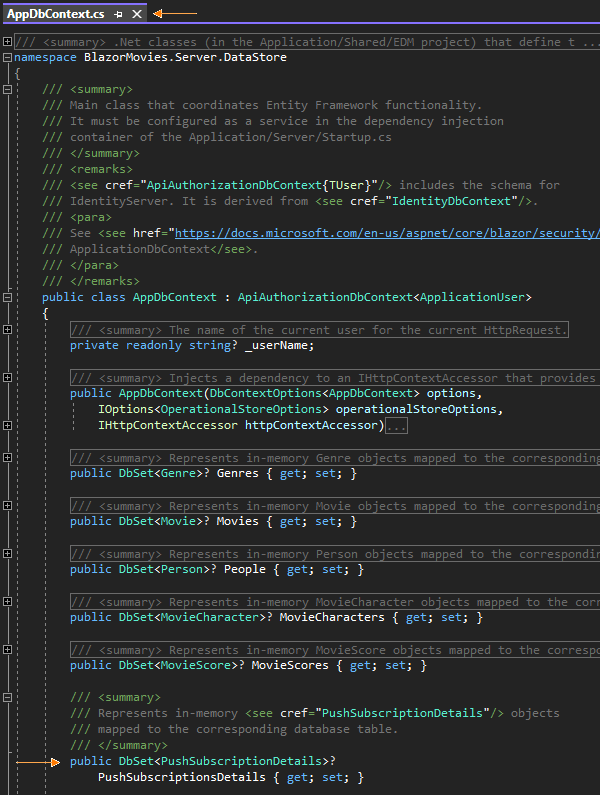 AppDbContext.cs
/// <summary> .Net classes (in the Application/Shared/EDM project) that define t ...
namespace BlazorMovies.Server.DataStore
{
/// <summary>
/// Main class that coordinates Entity Framework functionality.
/// It must be configured as a service in the dependency injection
/// container of the Application/Server/Startup.cs
/// </summary>
/// <remarks>
/// <see cref="ApiAuthorizationDbContext{TUser}"/> includes the schema for
/// IdentityServer. It is derived from <see cref="IdentityDbContext"/>.
/// <para>
/// See <see href="https://docs.microsoft.com/en-us/aspnet/core/blazor/security/
/// ApplicationDbContext</see>.
/// </para>
/// </remarks>
public class AppDbContext : ApiAuthorizationDbContext<ApplicationUser>
{
/// <summary> The name of the current user for the current HttpRequest.
private readonly string? _userName;
/// <summary> Injects a dependency to an IHttpContextAccessor that provides
public AppDbContext(DbContextOptions<AppDbContext> options,
IOptions<OperationalStoreOptions> operationalStoreOptions,
IHttpContextAccessor httpContextAccessor)...
/// <summary> Represents in-memory Genre objects mapped to the corresponding
public DbSet<Genre>? Genres { get; set; }
/// <summary> Represents in-memory Movie objects mapped to the corresponding
public DbSet<Movie>? Movies { get; set; }
/// <summary> Represents in-memory Person objects mapped to the correspondin
public DbSet<Person>? People { get; set; }
/// <summary> Represents in-memory MovieCharacter objects mapped to the corr
public DbSet<MovieCharacter>? MovieCharacters { get; set; }
/// <summary> Represents in-memory MovieScore objects mapped to the correspo
public DbSet<MovieScore>? MovieScores { get; set; }
/// <summary>
/// Represents in-memory <see cref="PushSubscriptionDetails"/> objects
/// mapped to the corresponding database table.
/// </summary>
public DbSet<PushSubscriptionDetails>?
PushSubscriptionsDetails { get; set; }